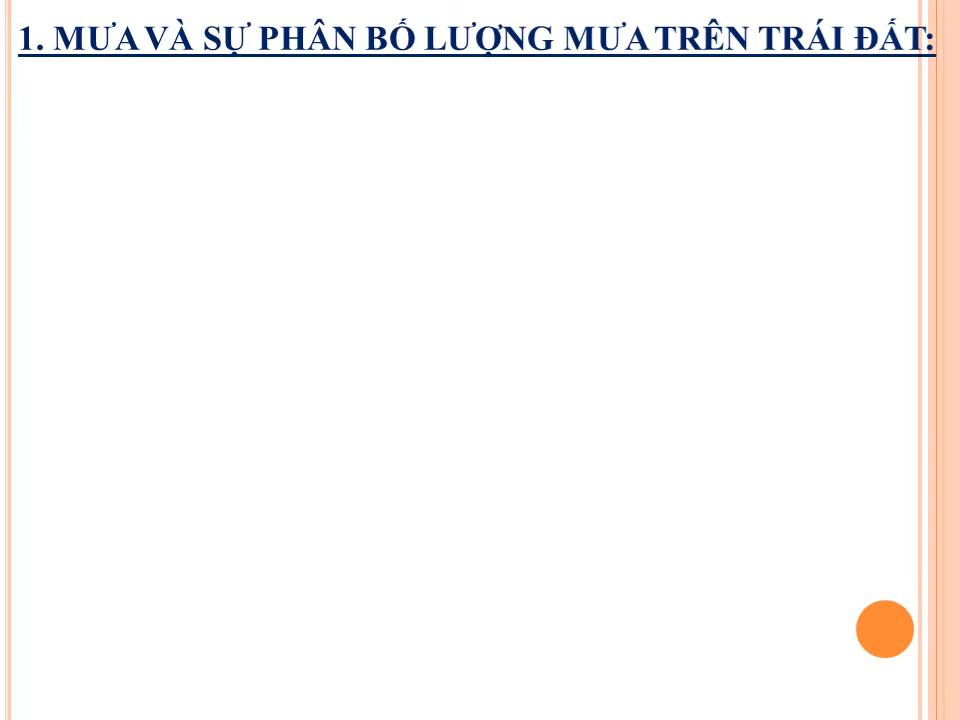 1. MƯA VÀ SỰ PHÂN BỐ LƯỢNG MƯA TRÊN TRÁI ĐẤT: